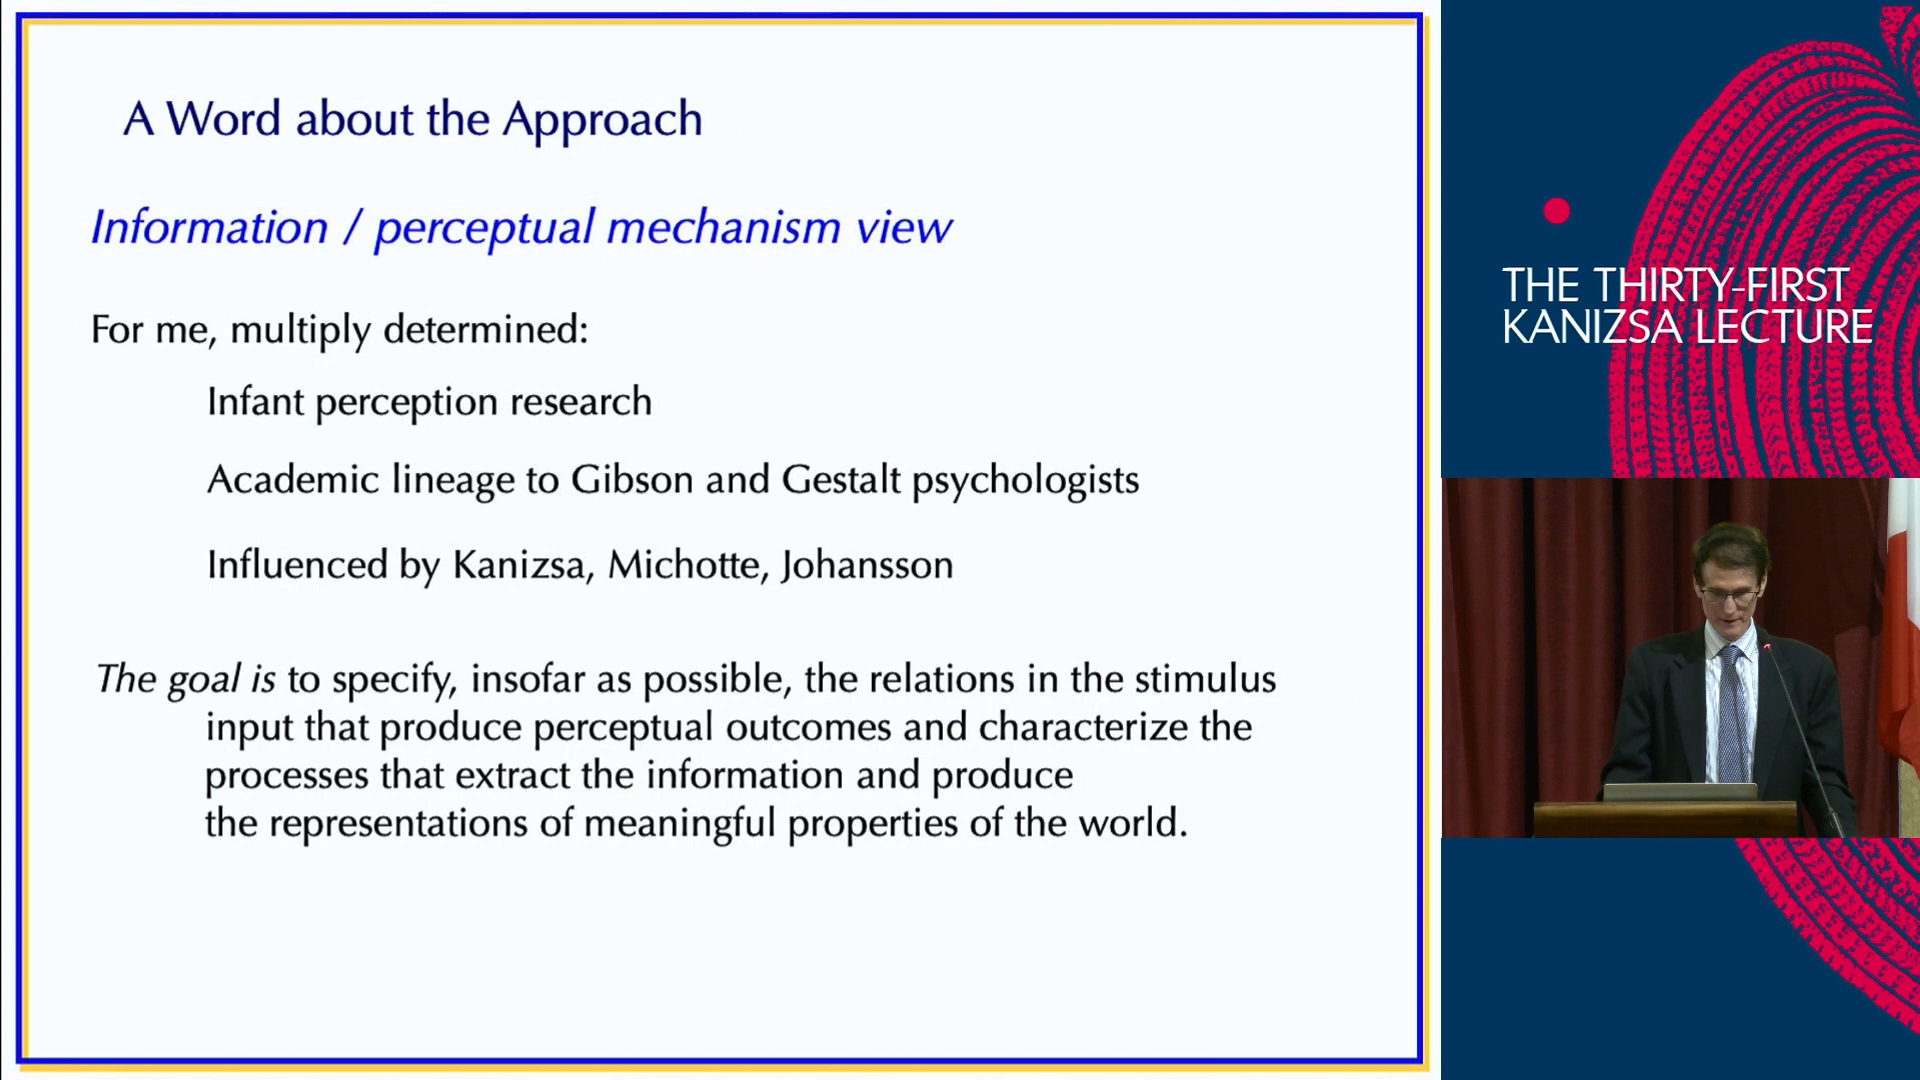 A Word about the Approach
Information / perceptual mechanism view
For me, multiply determined:
Infant perception research
Academic lineage to Gibson and Gestalt psychologists
Influenced by Kanizsa, Michotte, Johansson
The goal is to specify, insofar as possible, the relations in the stimulus
input that produce perceptual outcomes and characterize the
processes that extract the information and produce
the representations of meaningful properties of the world.
THE THIRTY-FIRST
KANIZSA LECTURE